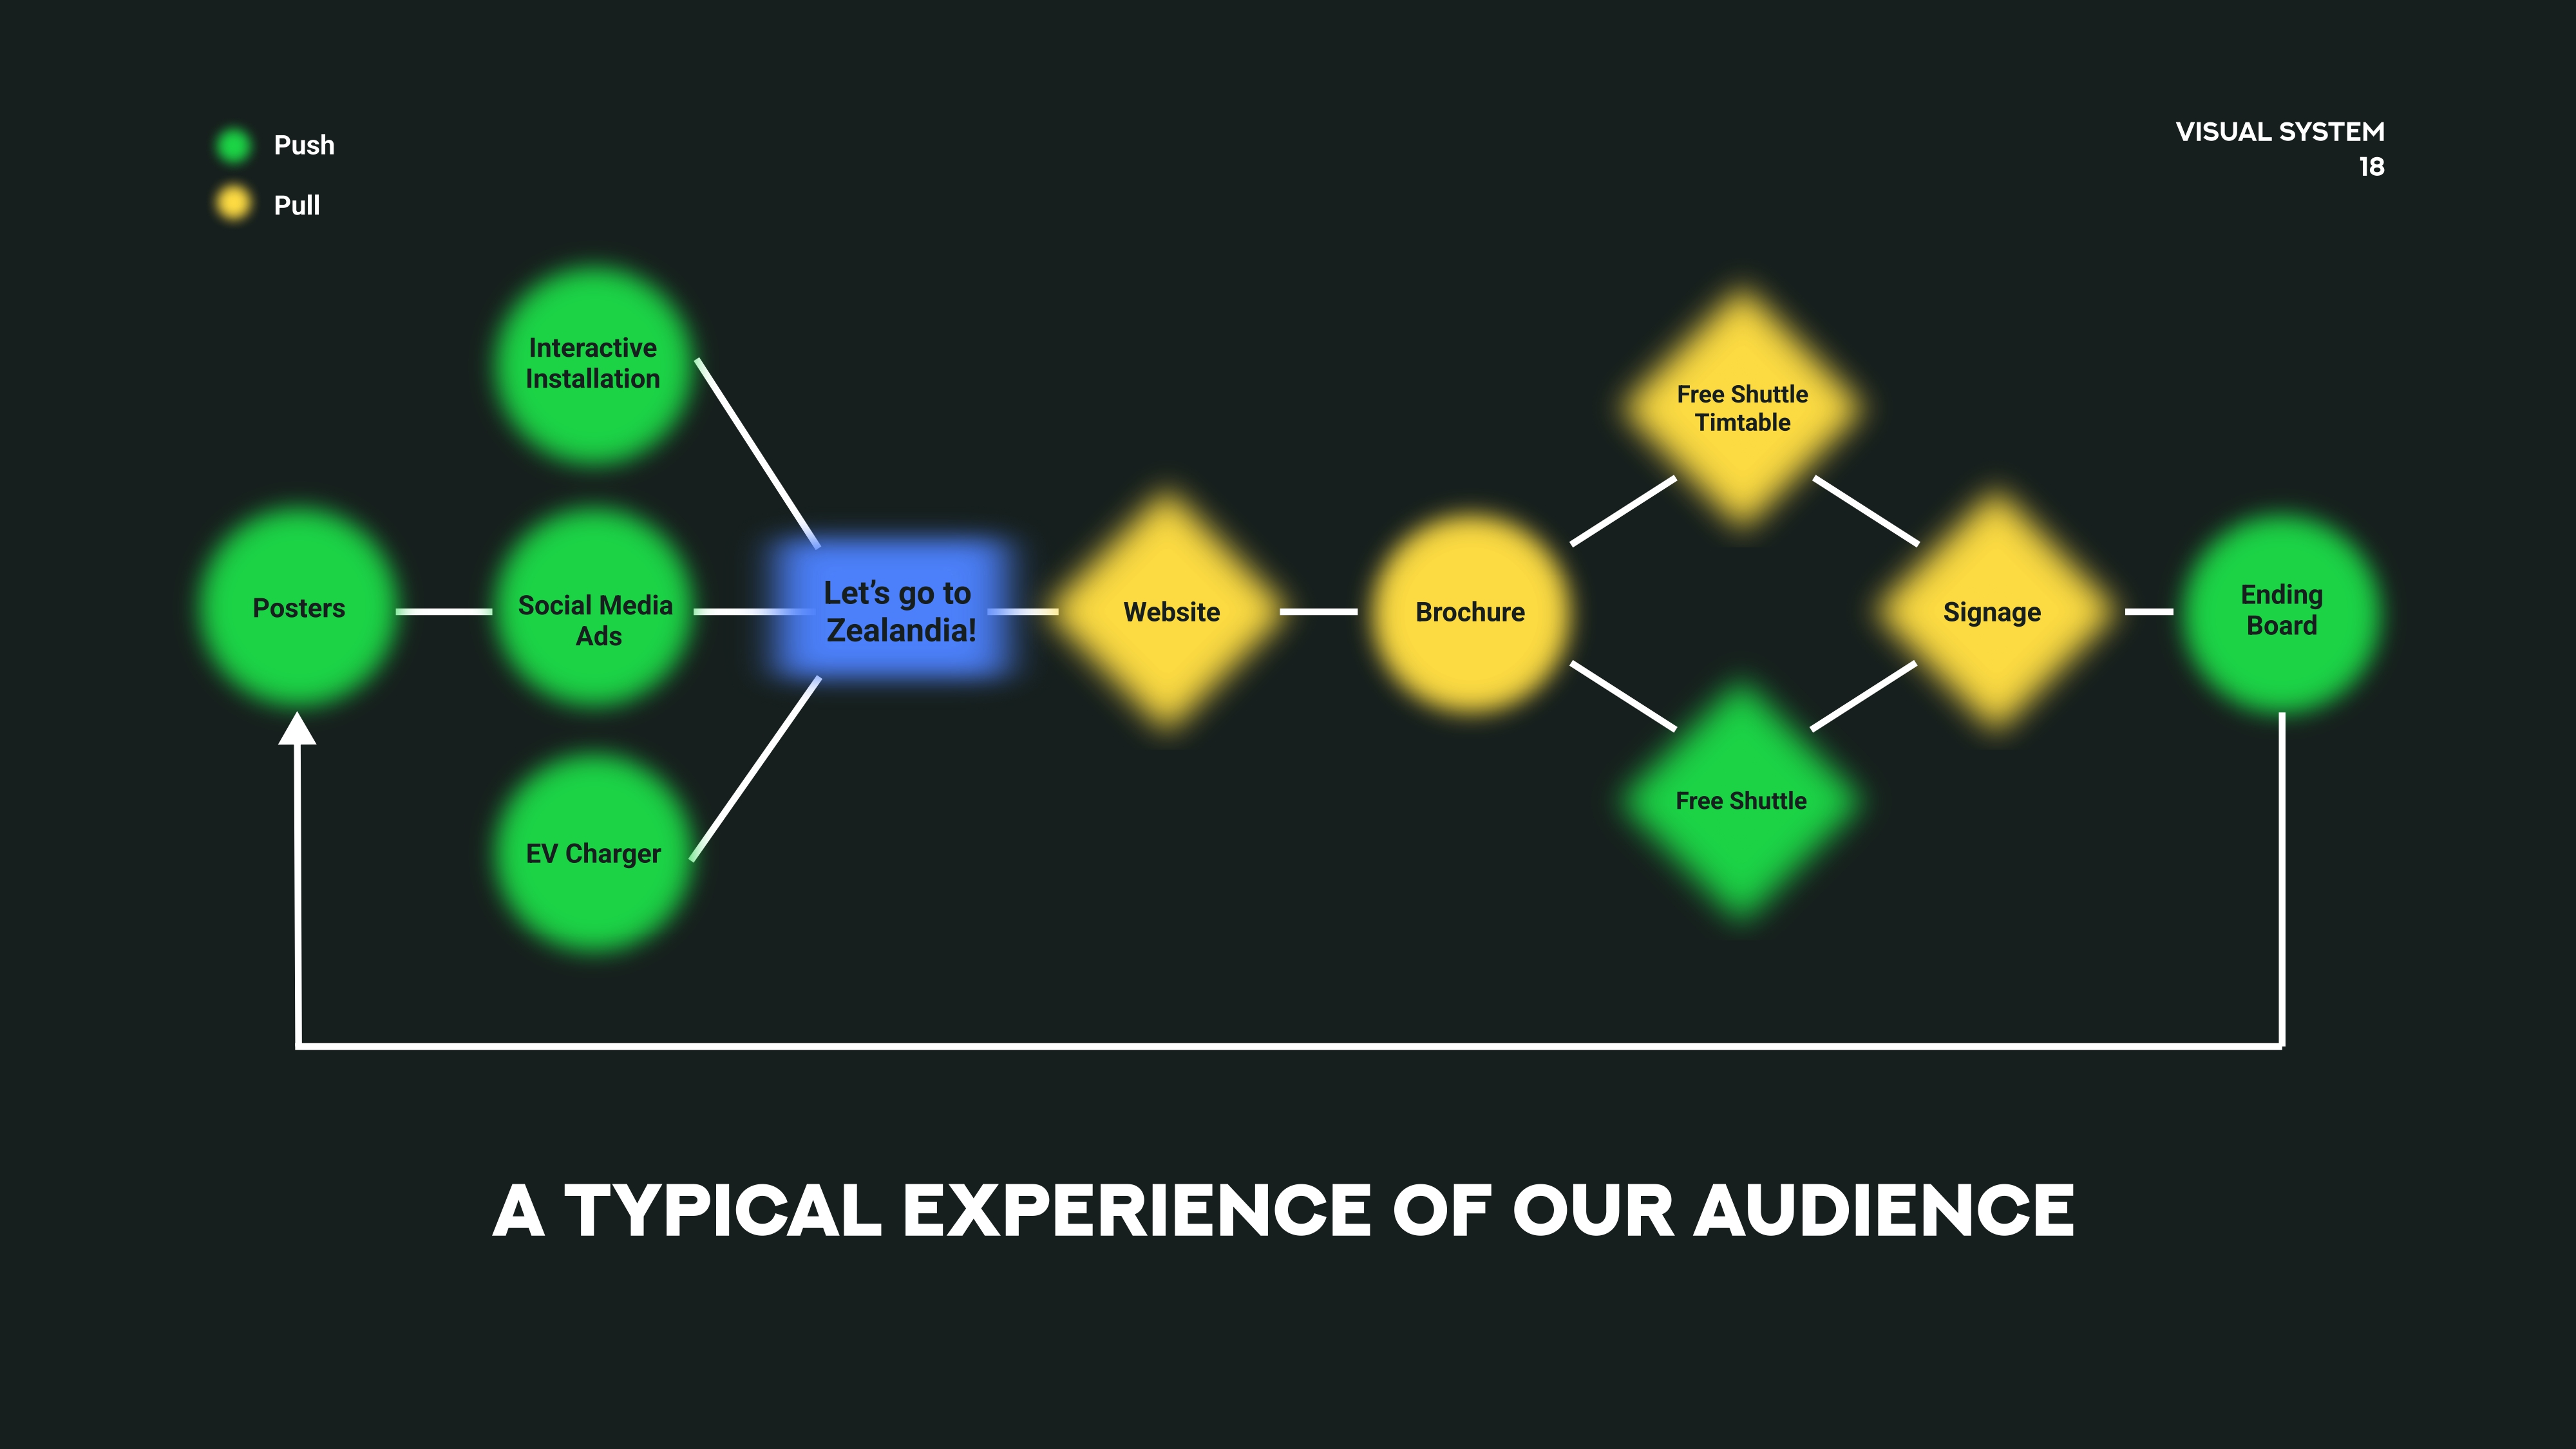 Push
Pull
VISUAL SYSTEM
18
Interactive
Installation
Posters
Social Media
Ads
EV Charger
Let's go to
Zealandia!
Website
Brochure
Free Shuttle
Timtable
Free Shuttle
Signage
Ending
Board
A TYPICAL EXPERIENCE OF OUR AUDIENCE